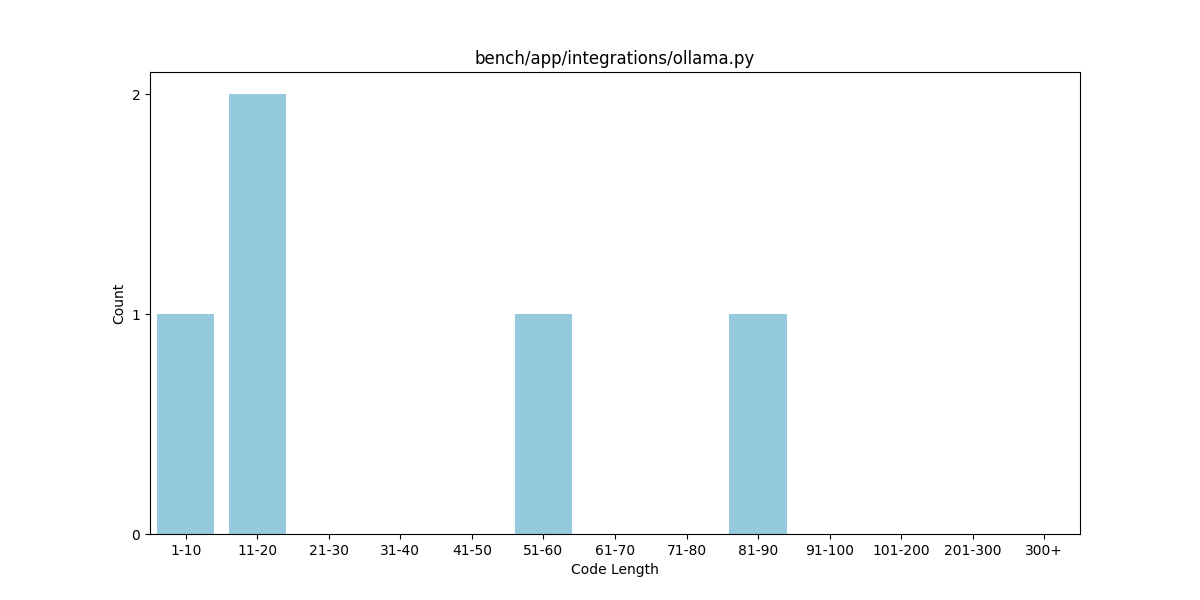 bench/app/integrations/ollama.py
2
1
0
Count
1-10 11-20 21-30 31-40 41-50 51-60 61-70 71-80 81-90 91-100 101-200 201-300 300+
Code Length